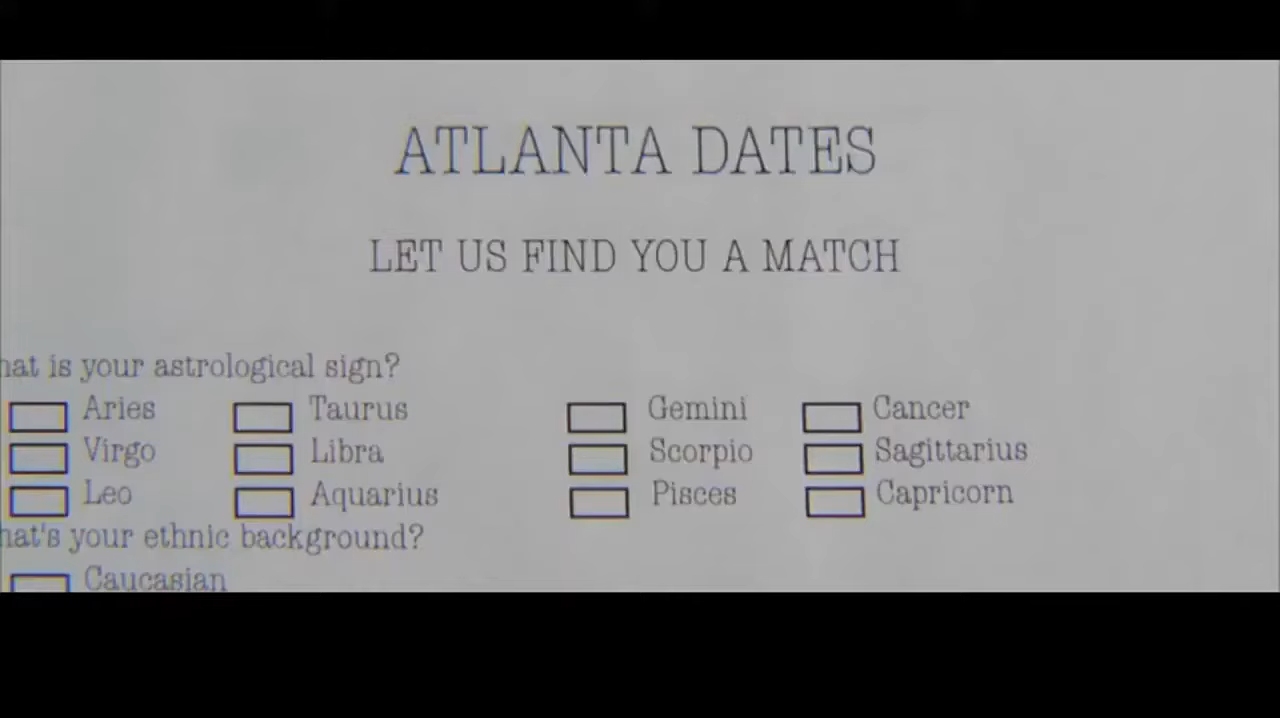 ATLANTA DATES
LET US FIND YOU A MATCH
hat is your astrological sign?
Aries Taurus Gemini Cancer
Virgo Libra Scorpio Sagittarius
Leo Aquarius Pisces Capricorn
hat's your ethnic background?
Caucasian